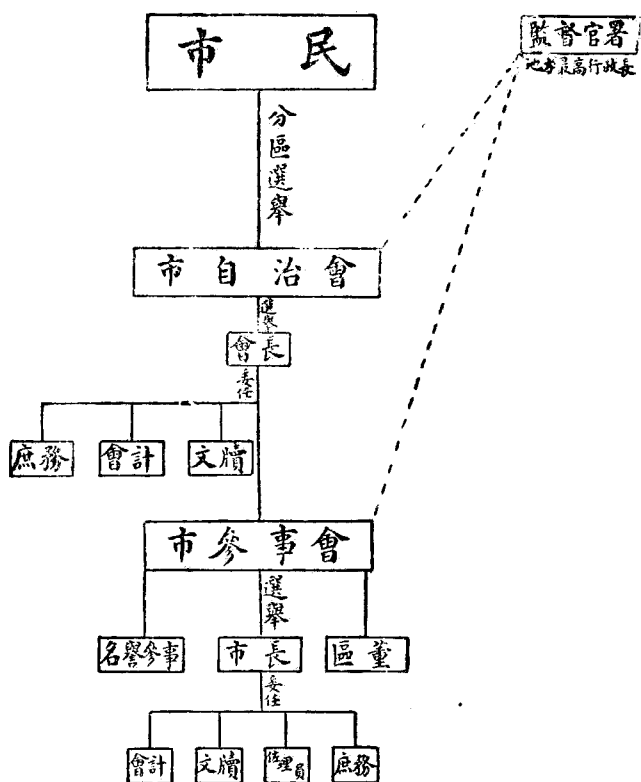 市民
監督官署
地方最高行政長
分區選舉
市自治會
選舉
會長
委任
庶務
會計
文牘
市參事會
選舉
名譽參事
市長
區董
委任
會計
文牘
佐理員
庶務